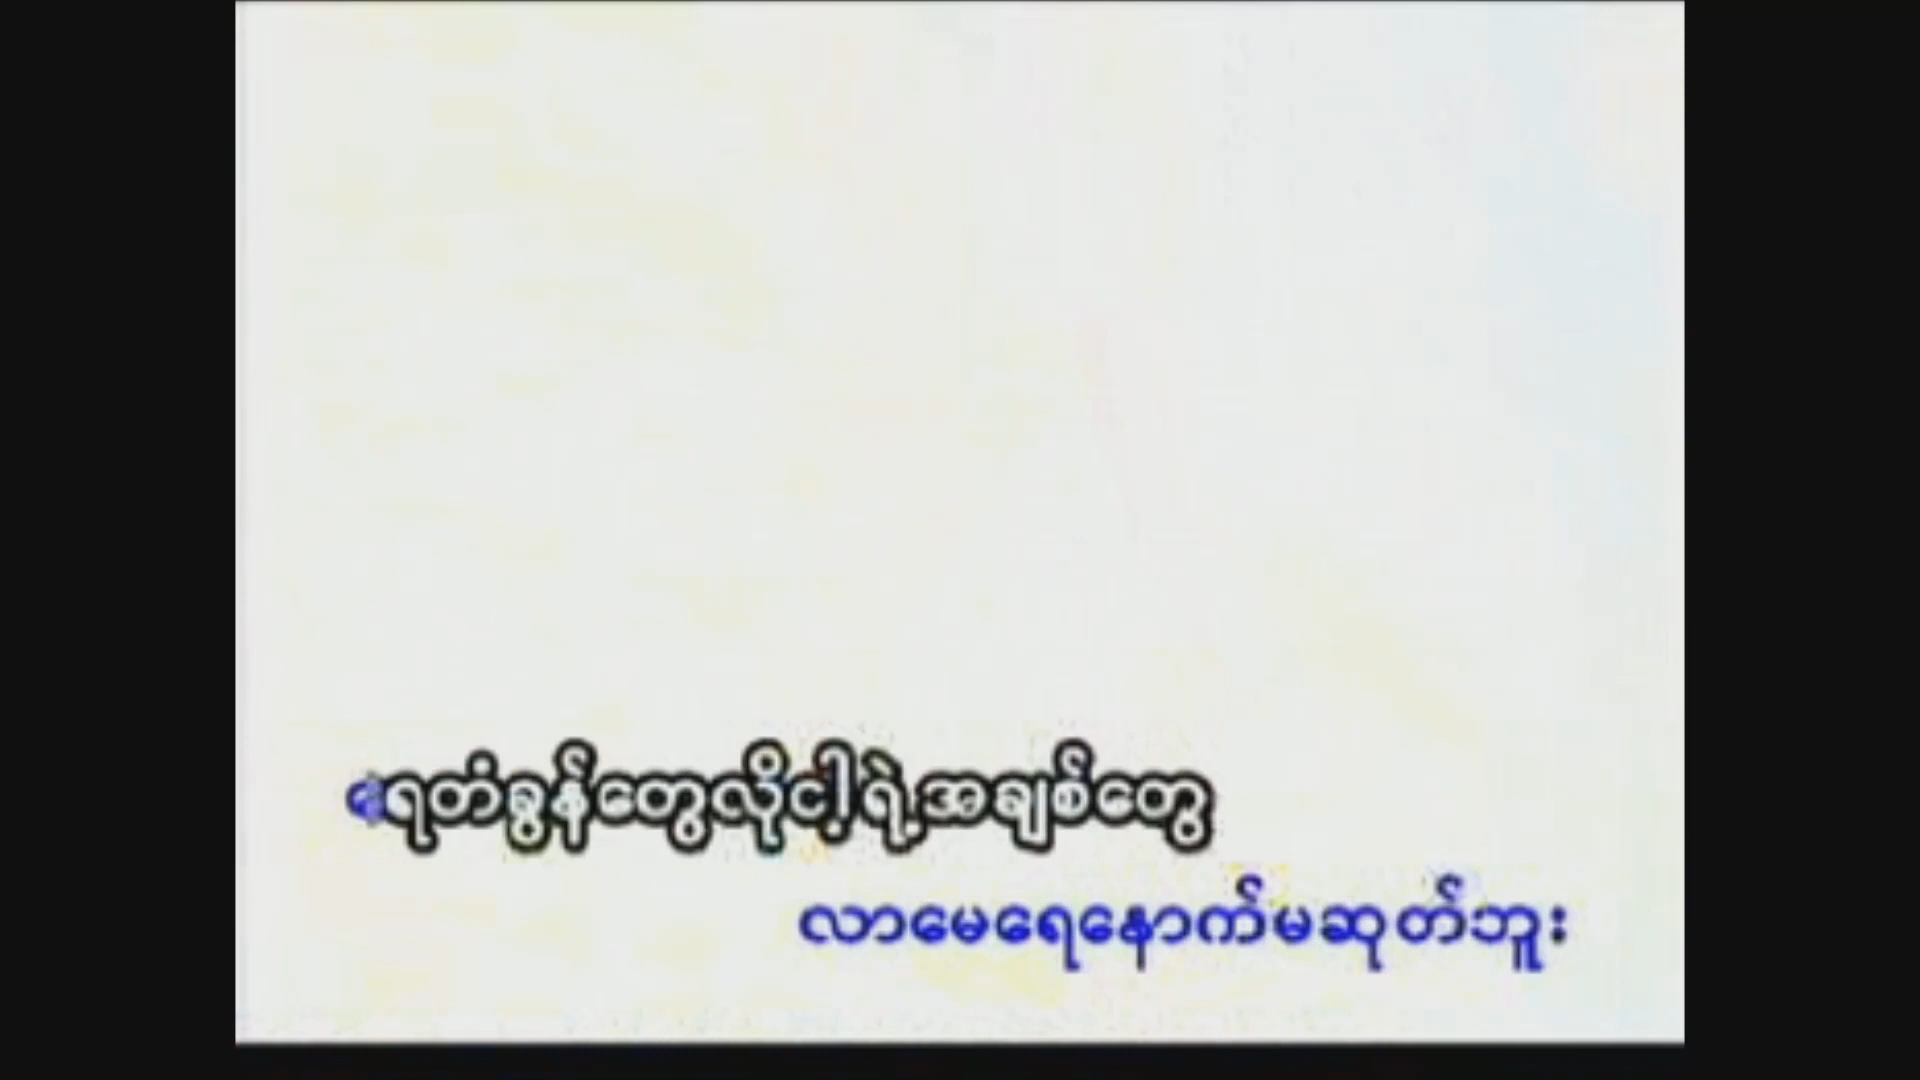 ရေတံခွန်တွေလိုငါ့ရဲ့အချစ်တွေ
လာမေရေနောက်မဆုတ်ဘူး